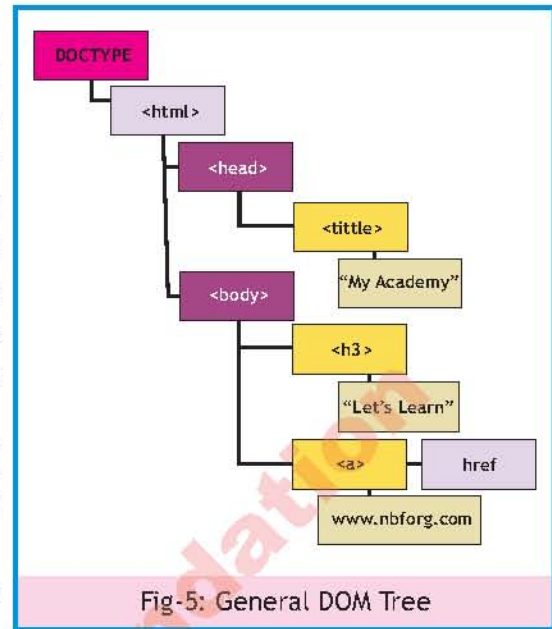 DOCTYPE
<html>
<head>
<tittle>
"My Academy"
<body>
<h3>
"Let's Learn"
<a>
href
www.nbforg.com
Fig-5: General DOM Tree